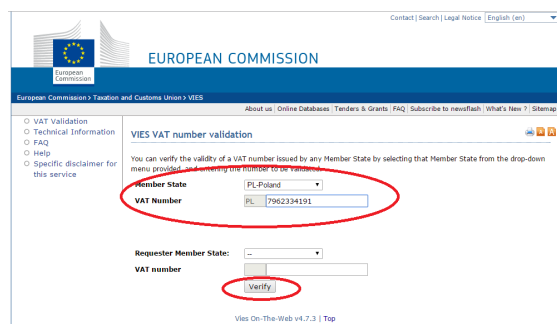 Contact | Search | Legal Notice English (en)
EUROPEAN COMMISSION
European
Commission
European Commission > Taxation and Customs Union > VIES
About us | Online Databases | Tenders & Grants | FAQ | Subscribe to newsflash | What's New ? | Sitemap
VAT Validation
Technical Information
FAQ
Help
Specific disclaimer for
this service
VIES VAT number validation
A A
You can verify the validity of a VAT number issued by any Member State by selecting that Member State from the drop-down
menu provided, and entering the number to be validated.
Member State PL-Poland
VAT Number PL 7962334191
Requester Member State: --
VAT number
Verify
Vies On-The-Web v4.7.3 | Top